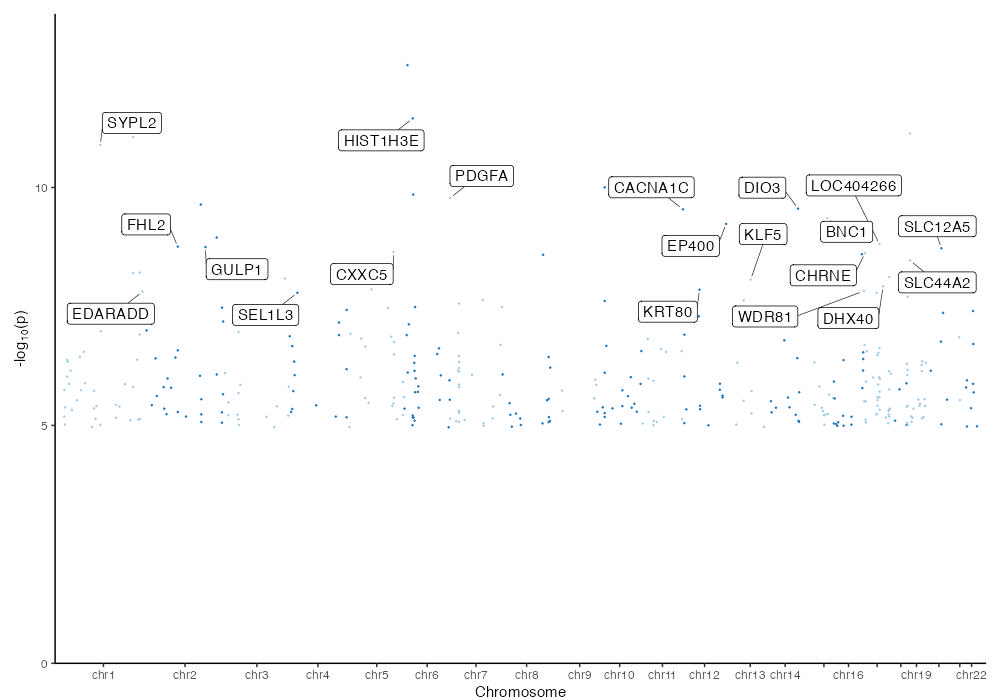 SYPL2
HIST1H3E
PDGFA
CACNA1C
DIO3
LOC404266
FHL2
BNC1
SLC12A5
KLF5
EP400
GULP1
CXXC5
CHRNE
SLC44A2
EDARADD
SEL1L3
KRT80
WDR81
DHX40
10
5
0
-log10(p)
chr1 chr2 chr3 chr4 chr5 chr6 chr7 chr8 chr9 chr10 chr11 chr12 chr13 chr14 chr16 chr19 chr22
Chromosome